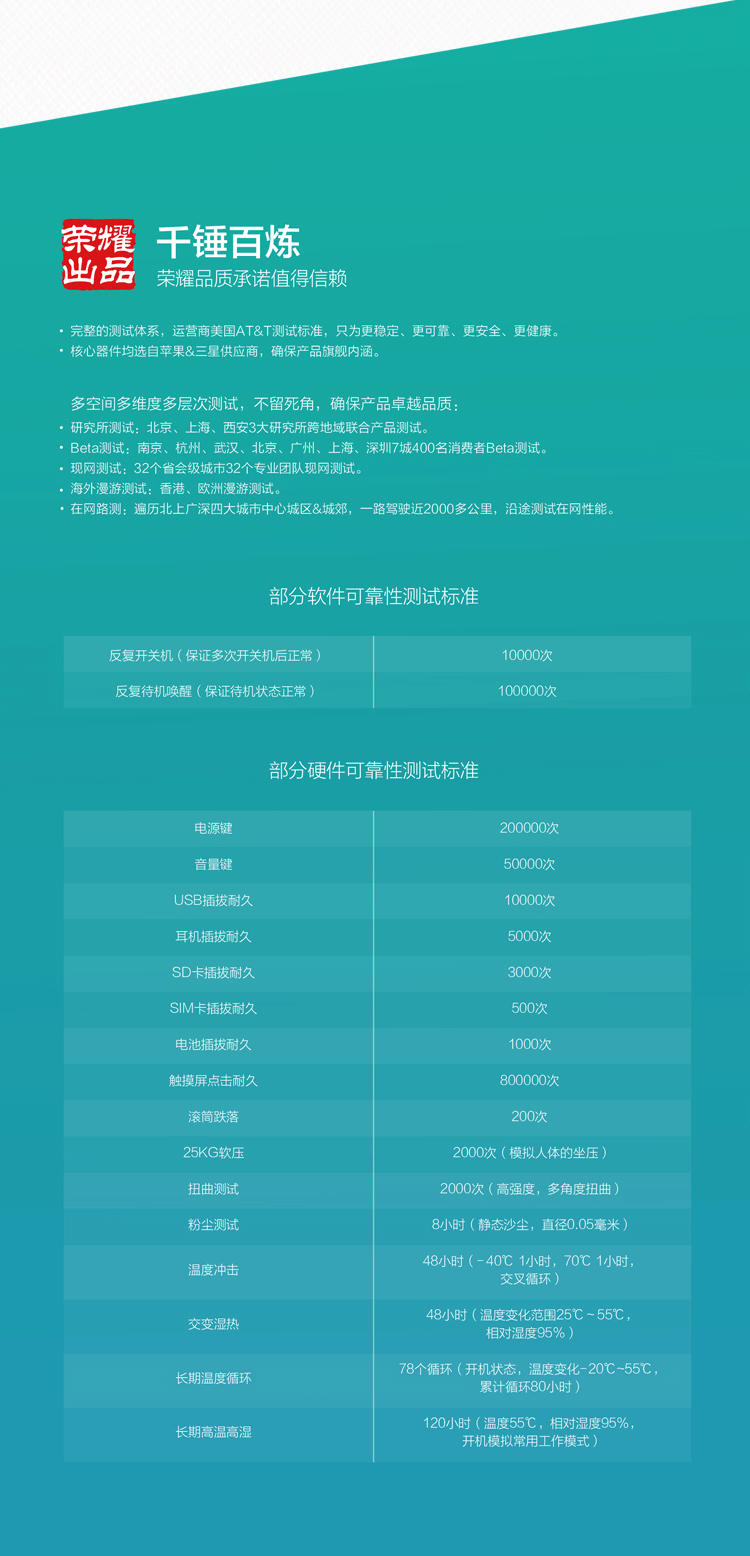 荣耀
出品
千锤百炼
荣耀品质承诺值得信赖
• 完整的测试体系，运营商美国AT&T测试标准，只为更稳定、更可靠、更安全、更健康。
• 核心器件均选自苹果&三星供应商，确保产品旗舰内涵。
多空间多维度多层次测试，不留死角，确保产品卓越品质：
• 研究所测试：北京、上海、西安3大研究所跨地域联合产品测试。
• Beta测试：南京、杭州、武汉、北京、广州、上海、深圳7城400名消费者Beta测试。
• 现网测试：32个省会级城市32个专业团队现网测试。
• 海外漫游测试：香港、欧洲漫游测试。
• 在网路测：遍历北上广深四大城市中心城区&城郊，一路驾驶近2000多公里，沿途测试在网性能。
部分软件可靠性测试标准
反复开关机（保证多次开关机后正常） 10000次
反复待机唤醒（保证待机状态正常） 100000次
部分硬件可靠性测试标准
电源键 200000次
音量键 50000次
USB插拔耐久 10000次
耳机插拔耐久 5000次
SD卡插拔耐久 3000次
SIM卡插拔耐久 500次
电池插拔耐久 1000次
触摸屏点击耐久 800000次
滚筒跌落 200次
25KG软压 2000次（模拟人体的坐压）
扭曲测试 2000次（高强度，多角度扭曲）
粉尘测试 8小时（静态沙尘，直径0.05毫米）
温度冲击 48小时（-40℃ 1小时，70℃ 1小时，
交叉循环）
交变湿热 48小时（温度变化范围25℃~55℃，
相对湿度95%）
长期温度循环 78个循环（开机状态，温度变化-20℃~55℃，
累计循环80小时）
长期高温高湿 120小时（温度55℃，相对湿度95%，
开机模拟常用工作模式）